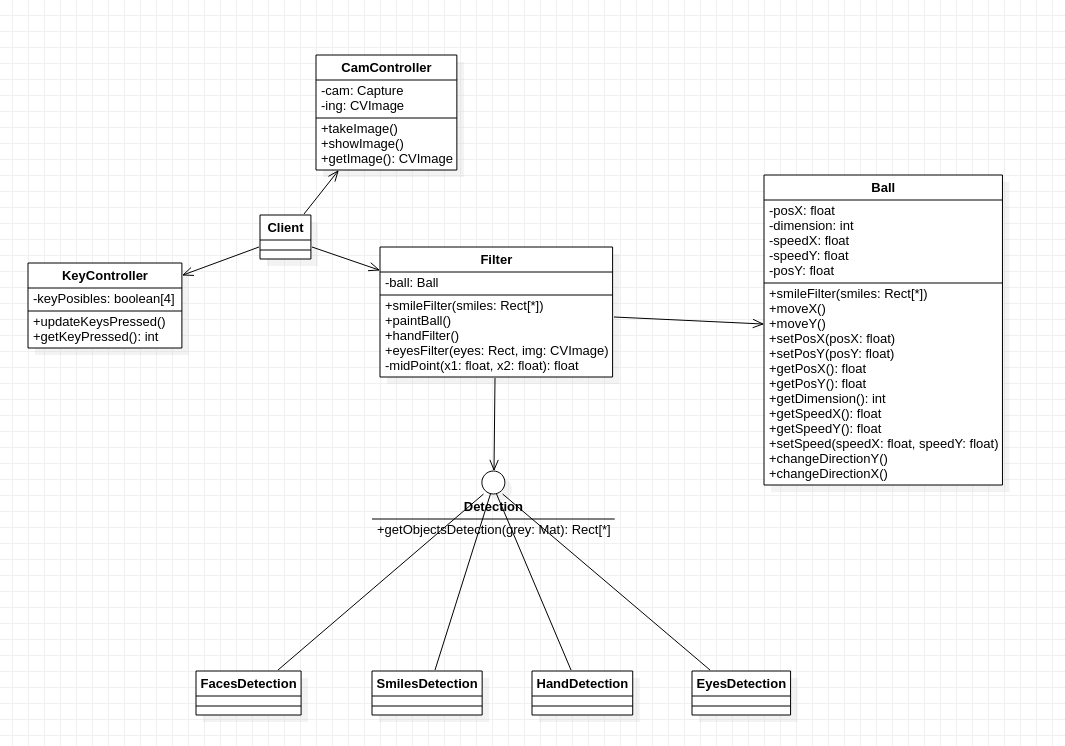 CamController
-cam: Capture
-ing: CVImage
+takeImage()
+showImage()
+getImage(): CVImage
Client
KeyController
-keyPosibles: boolean[4]
+updateKeysPressed()
+getKeyPressed(): int
Filter
-ball: Ball
+smileFilter(smiles: Rect[*])
+paintBall()
+handFilter()
+eyesFilter(eyes: Rect, img: CVImage)
-midPoint(x1: float, x2: float): float
Ball
-posX: float
-dimension: int
-speedX: float
-speedY: float
-posY: float
+smileFilter(smiles: Rect[*])
+moveX()
+moveY()
+setPosX(posX: float)
+setPosY(posY: float)
+getPosX(): float
+getPosY(): float
+getDimension(): int
+getSpeedX(): float
+getSpeedY(): float
+setSpeed(speedX: float, speedY: float)
+changeDirectionY()
+changeDirectionX()
Detection
+getObjectsDetection(grey: Mat): Rect[*]
FacesDetection
SmilesDetection
HandDetection
EyesDetection